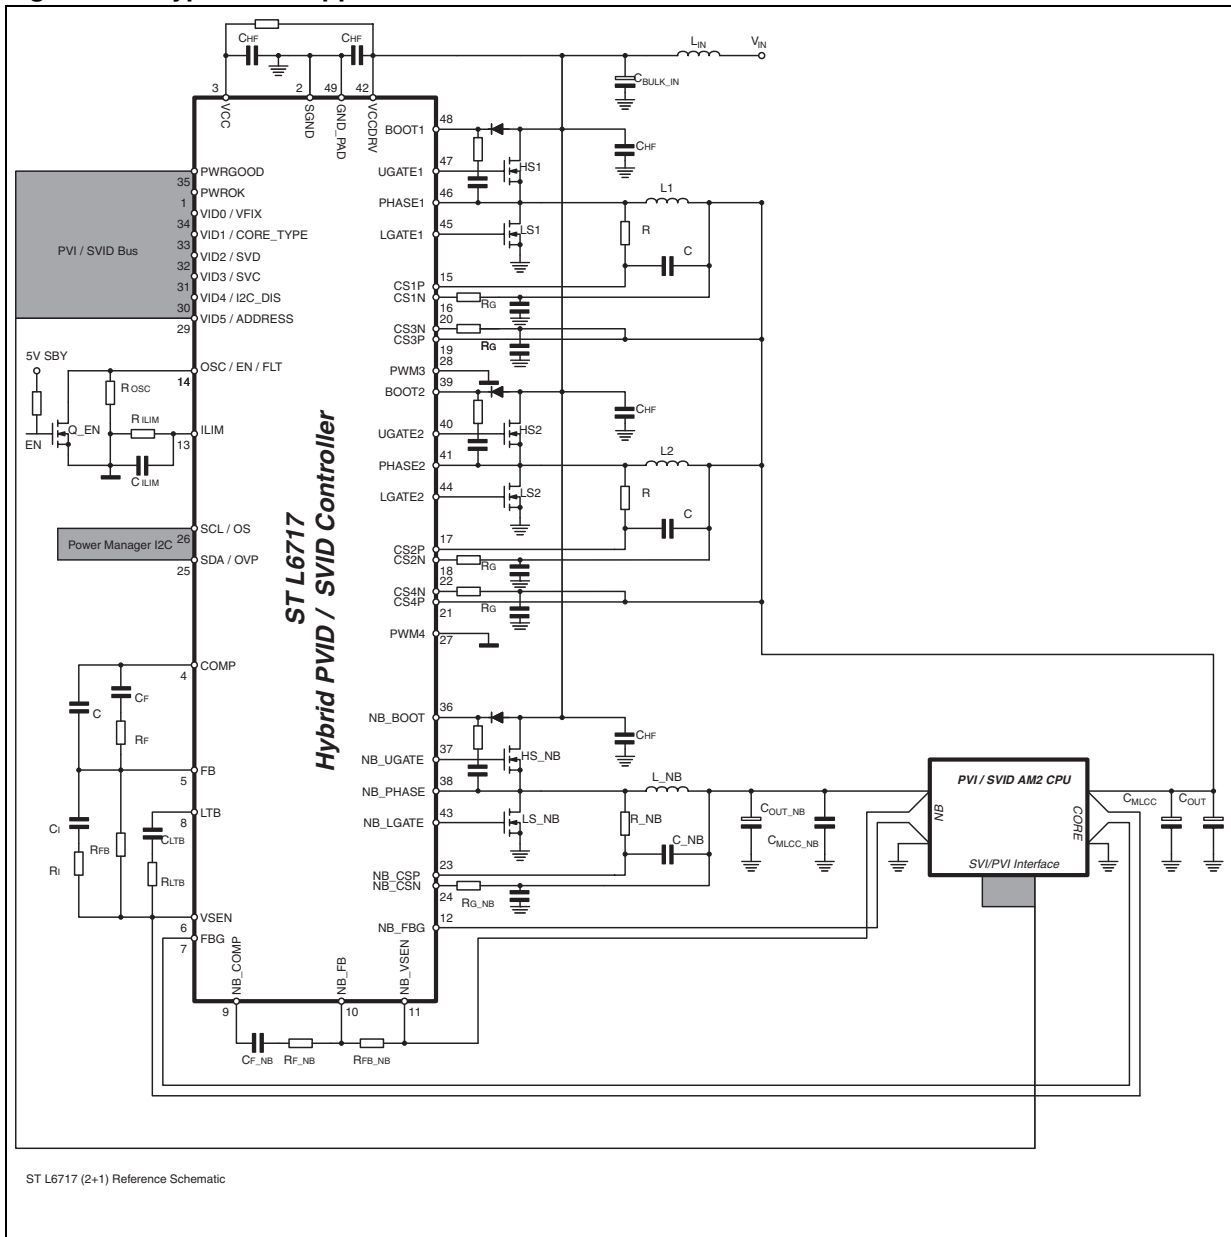 CHF
CHF
LIN
VIN
CBULK_IN
3
2
49
42
VCC
SGND
GND_PAD
VCCDRV
48
BOOT1
CHF
47
UGATE1
HS1
46
PHASE1
L1
45
LGATE1
LS1
R
C
15
CS1P
CS1N
16
RG
20
CS3N
CS3P
19
RG
28
PWM3
39
BOOT2
CHF
40
UGATE2
HS2
41
PHASE2
L2
44
LGATE2
LS2
R
C
17
CS2P
CS2N
18
RG
22
CS4N
CS4P
21
RG
PWM4
27
36
NB_BOOT
CHF
37
NB_UGATE
HS_NB
38
NB_PHASE
L_NB
43
NB_LGATE
LS_NB
R_NB
C_NB
23
NB_CSP
NB_CSN
24
RG_NB
12
NB_FBG
PWRGOOD
35
PWROK
1
VID0 / VFIX
34
VID1 / CORE_TYPE
33
VID2 / SVD
32
VID3 / SVC
31
VID4 / I2C_DIS
30
VID5 / ADDRESS
29
PVI / SVID Bus
5V SBY
OSC / EN / FLT
14
ROSC
RILIM
ILIM
13
Q_EN
EN
CILIM
SCL / OS
26
Power Manager I2C
SDA / OVP
25
ST L6717
Hybrid PVID / SVID Controller
COMP
4
CF
C
RF
FB
5
LTB
8
CI
CLTB
RFB
RI
RLTB
VSEN
6
FBG
7
NB_COMP
NB_FB
NB_VSEN
9
10
11
CF_NB
RF_NB
RFB_NB
COUT_NB
CMLCC_NB
PVI / SVID AM2 CPU
NB
CORE
SVI/PVI Interface
CMLCC
COUT
ST L6717 (2+1) Reference Schematic